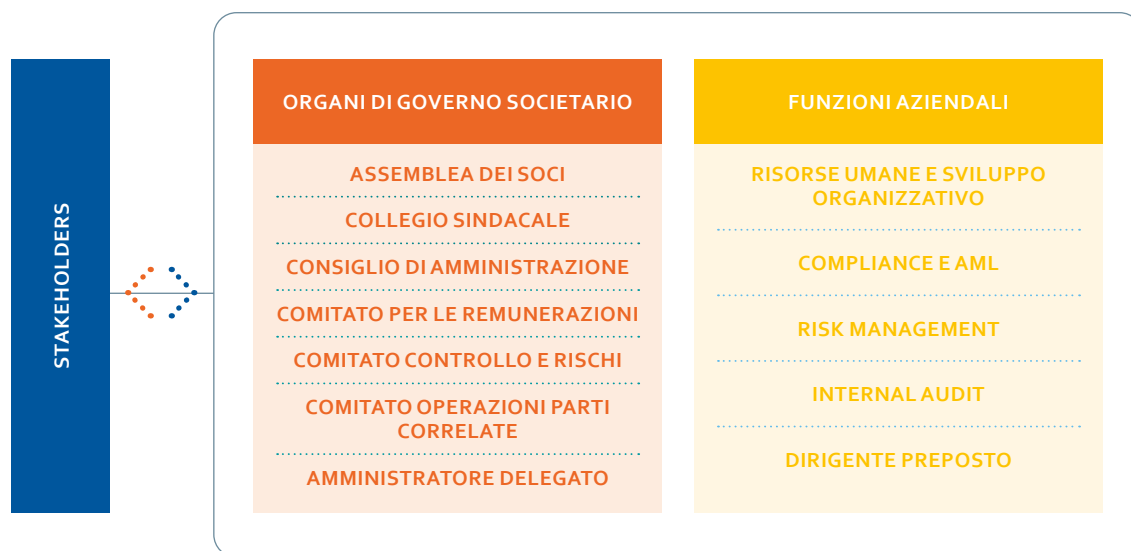 STAKEHOLDERS
ORGANI DI GOVERNO SOCIETARIO
ASSEMBLEA DEI SOCI
COLLEGIO SINDACALE
CONSIGLIO DI AMMINISTRAZIONE
COMITATO PER LE REMUNERAZIONI
COMITATO CONTROLLO E RISCHI
COMITATO OPERAZIONI PARTI
CORRELATE
AMMINISTRATORE DELEGATO
FUNZIONI AZIENDALI
RISORSE UMANE E SVILUPPO
ORGANIZZATIVO
COMPLIANCE E AML
RISK MANAGEMENT
INTERNAL AUDIT
DIRIGENTE PREPOSTO